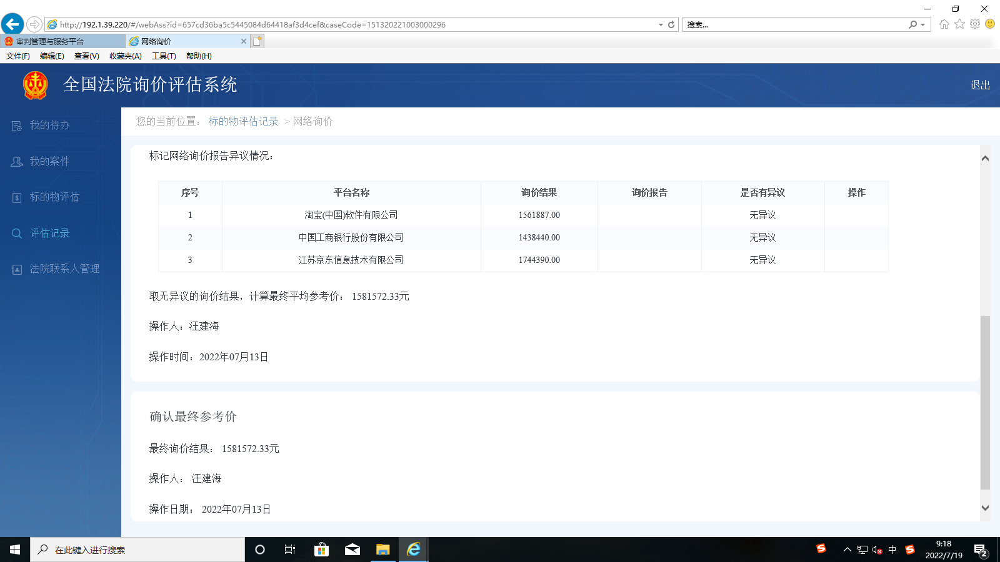 http://192.1.39.220/#/webAss?id=657cd36ba5c5445084d64418af3d4cef&caseCode=151320221003000296
搜索...
审判管理与服务平台
网络询价
文件(F) 编辑(E) 查看(V) 收藏夹(A) 工具(T) 帮助(H)
全国法院询价评估系统
退出
我的待办
我的案件
标的物评估
评估记录
法院联系人管理
您的当前位置： 标的物评估记录 > 网络询价
标记网络询价报告异议情况：
序号 平台名称 询价结果 询价报告 是否有异议 操作
1 淘宝(中国)软件有限公司 1561887.00 无异议
2 中国工商银行股份有限公司 1438440.00 无异议
3 江苏京东信息技术有限公司 1744390.00 无异议
取无异议的询价结果，计算最终平均参考价： 1581572.33元
操作人：汪建海
操作时间：2022年07月13日
确认最终参考价
最终询价结果： 1581572.33元
操作人： 汪建海
操作日期： 2022年07月13日
在此键入进行搜索
中
9:18
2022/7/19
2